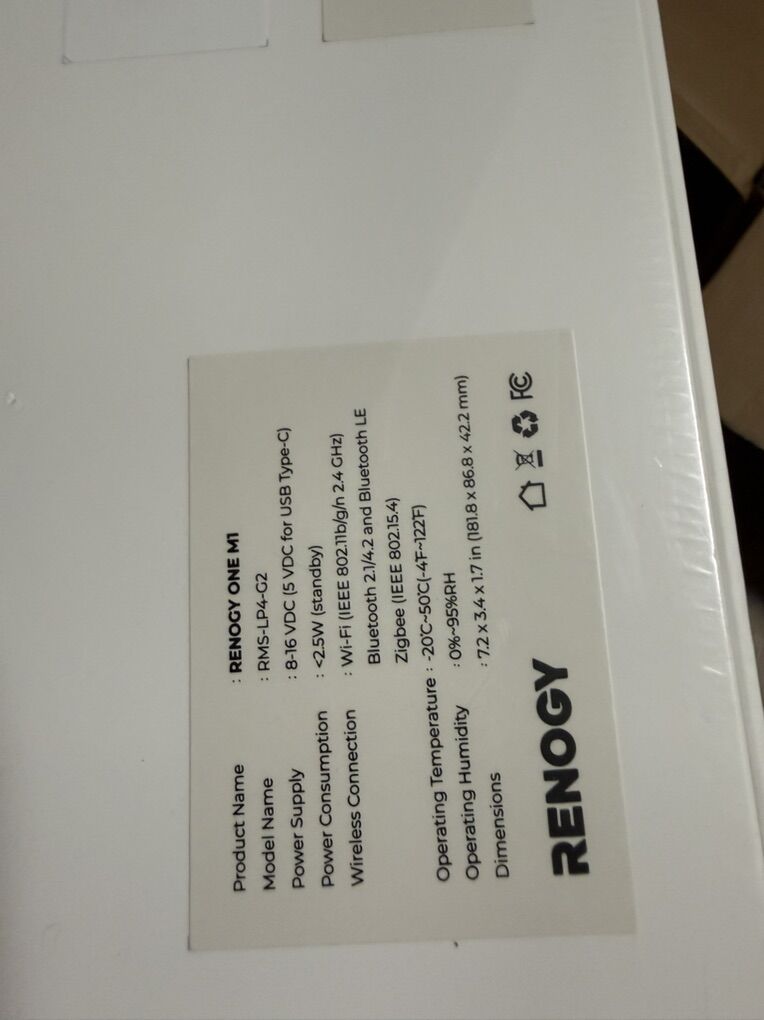 Product Name : RENOGY ONE M1
Model Name : RMS-LP4-G2
Power Supply : 8-16 VDC (5 VDC for USB Type-C)
Power Consumption : <2.5W (standby)
Wireless Connection : Wi-Fi (IEEE 802.11b/g/n 2.4 GHz)
Bluetooth 2.1/4.2 and Bluetooth LE
Zigbee (IEEE 802.15.4)
Operating Temperature : -20℃~50℃(-4℉~122℉)
Operating Humidity : 0%~95%RH
Dimensions : 7.2 x 3.4 x 1.7 in (181.8 x 86.8 x 42.2 mm)
RENOGY FC